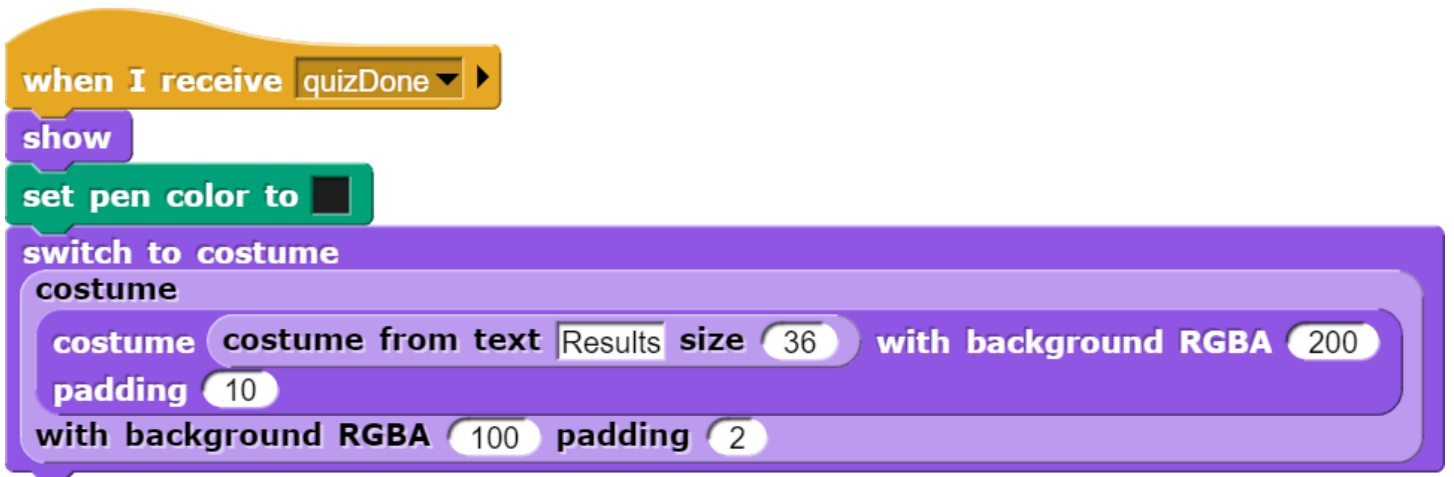 when I receive quizDone
show
set pen color to
switch to costume
costume
costume costume from text Results size 36 with background RGBA 200
padding 10
with background RGBA 100 padding 2